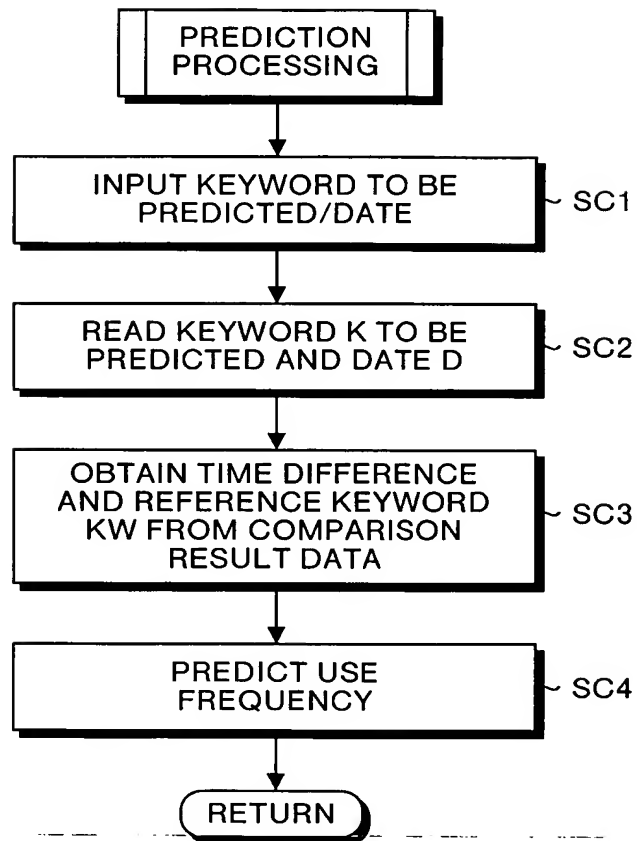 PREDICTION
PROCESSING
INPUT KEYWORD TO BE
PREDICTED/DATE
~ SC1
READ KEYWORD K TO BE
PREDICTED AND DATE D
~ SC2
OBTAIN TIME DIFFERENCE
AND REFERENCE KEYWORD
KW FROM COMPARISON
RESULT DATA
~ SC3
PREDICT USE
FREQUENCY
~ SC4
RETURN